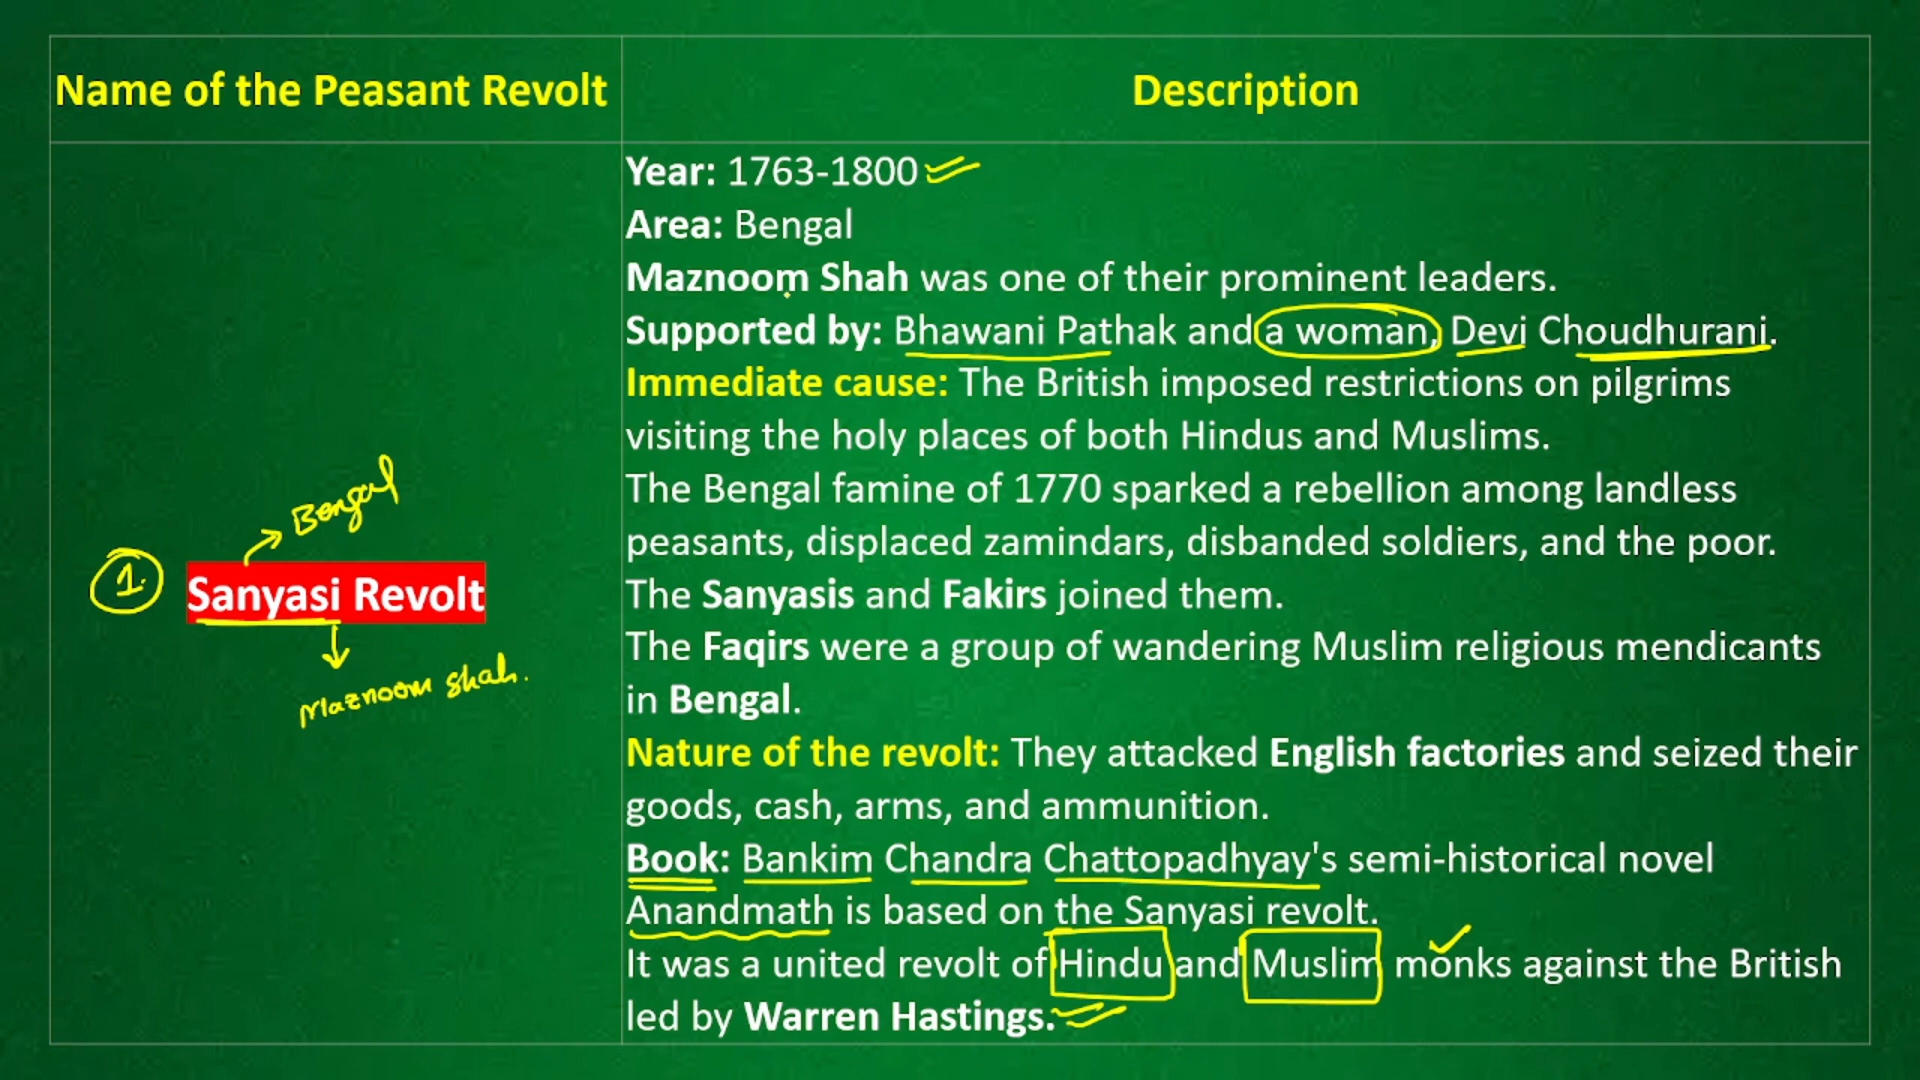 Name of the Peasant Revolt
Description
1.
Bengal
Sanyasi Revolt
Maznoom Shah.
Year: 1763-1800
Area: Bengal
Maznoom Shah was one of their prominent leaders.
Supported by: Bhawani Pathak and a woman, Devi Choudhurani.
Immediate cause: The British imposed restrictions on pilgrims
visiting the holy places of both Hindus and Muslims.
The Bengal famine of 1770 sparked a rebellion among landless
peasants, displaced zamindars, disbanded soldiers, and the poor.
The Sanyasis and Fakirs joined them.
The Faqirs were a group of wandering Muslim religious mendicants
in Bengal.
Nature of the revolt: They attacked English factories and seized their
goods, cash, arms, and ammunition.
Book: Bankim Chandra Chattopadhyay's semi-historical novel
Anandmath is based on the Sanyasi revolt.
It was a united revolt of Hindu and Muslim monks against the British
led by Warren Hastings.